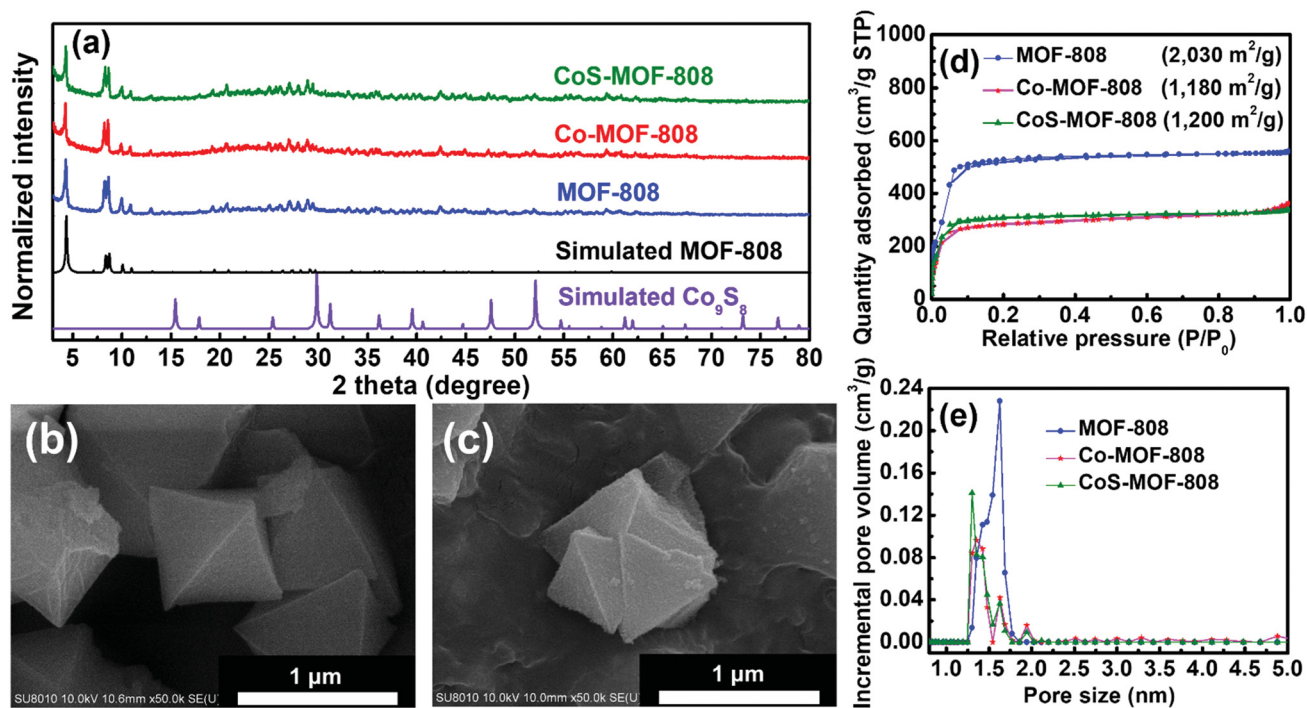 (a)
Normalized intensity
CoS-MOF-808
Co-MOF-808
MOF-808
Simulated MOF-808
Simulated Co₉S₈
5 10 15 20 25 30 35 40 45 50 55 60 65 70 75 80
2 theta (degree)
(b)
1 µm
SU8010 10.0kV 10.6mm x50.0k SE(U)
(c)
1 µm
SU8010 10.0kV 10.0mm x50.0k SE(U)
(d)
Quantity adsorbed (cm³/g STP)
1000
800
600
400
200
0
MOF-808 (2,030 m²/g)
Co-MOF-808 (1,180 m²/g)
CoS-MOF-808 (1,200 m²/g)
0.0 0.2 0.4 0.6 0.8 1.0
Relative pressure (P/P₀)
(e)
Incremental pore volume (cm³/g)
0.24
0.20
0.16
0.12
0.08
0.04
0.00
MOF-808
Co-MOF-808
CoS-MOF-808
1.0 1.5 2.0 2.5 3.0 3.5 4.0 4.5 5.0
Pore size (nm)